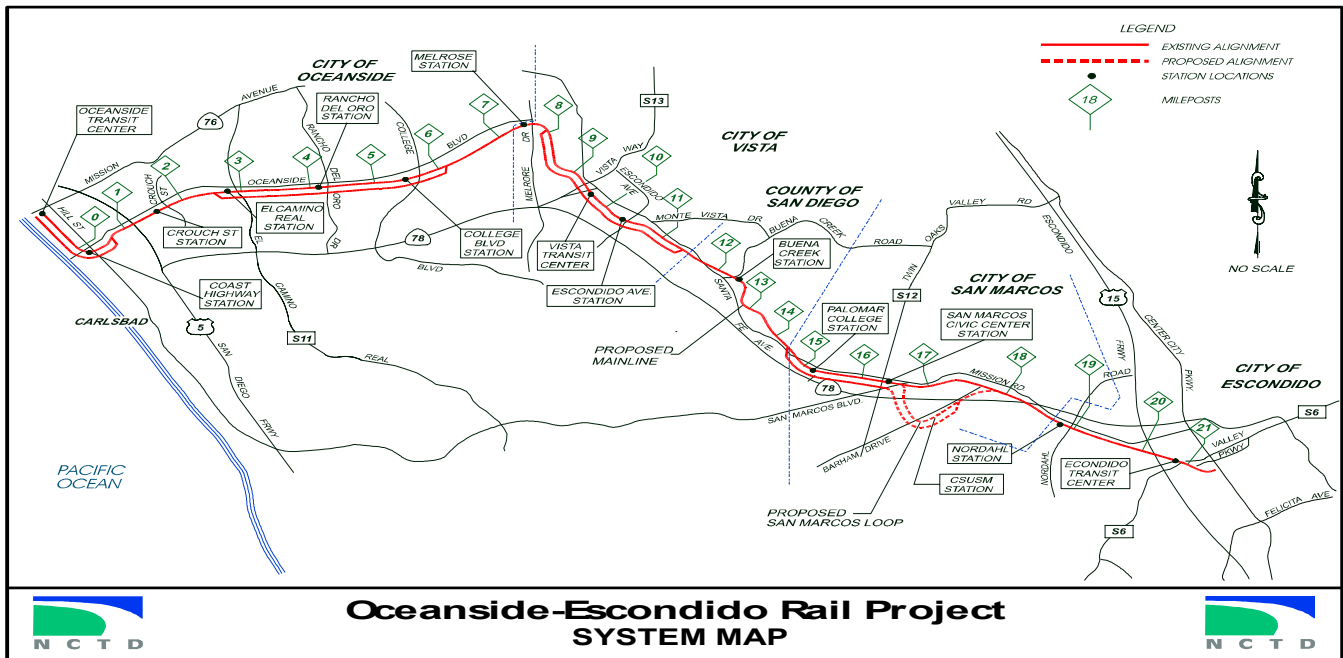 LEGEND
EXISTING ALIGNMENT
PROPOSED ALIGNMENT
STATION LOCATIONS
18
MILEPOSTS
NO SCALE
CITY OF
OCEANSIDE
CITY OF
VISTA
COUNTY OF
SAN DIEGO
CITY OF
SAN MARCOS
CITY OF
ESCONDIDO
CARLSBAD
PACIFIC
OCEAN
OCEANSIDE
TRANSIT
CENTER
COAST
HIGHWAY
STATION
CROUCH ST
STATION
ELCAMINO
REAL
STATION
RANCHO
DEL ORO
STATION
COLLEGE
BLVD
STATION
MELROSE
STATION
VISTA
TRANSIT
CENTER
ESCONDIDO AVE.
STATION
BUENA
CREEK
STATION
PALOMAR
COLLEGE
STATION
SAN MARCOS
CIVIC CENTER
STATION
CSUSM
STATION
NORDAHL
STATION
ECONDIDO
TRANSIT
CENTER
PROPOSED
MAINLINE
PROPOSED
SAN MARCOS LOOP
0
1
2
3
4
5
6
7
8
9
10
11
12
13
14
15
16
17
18
19
20
21
MISSION
AVENUE
76
HILL ST
CROUCH
ST
OCEANSIDE
BLVD
RANCHO
DEL
ORO
DR
COLLEGE
BLVD
EL
CAMINO
REAL
S11
5
SAN
DIEGO
FRWY
78
MELRORE
DR
VISTA
WAY
S13
ESCONDIDO
AVE
MONTE
VISTA
DR
BUENA
CREEK
ROAD
SANTA
FE
AVE
TWIN
OAKS
VALLEY
RD
S12
78
SAN MARCOS BLVD.
BARHAM DRIVE
MISSION RD.
NORDAHL
ROAD
ESCONDIDO
FRWY
15
CENTER CITY
PKWY.
VALLEY
PKWY
S6
S6
FELICITA AVE
Oceanside-Escondido Rail Project
SYSTEM MAP
NCTD
NCTD